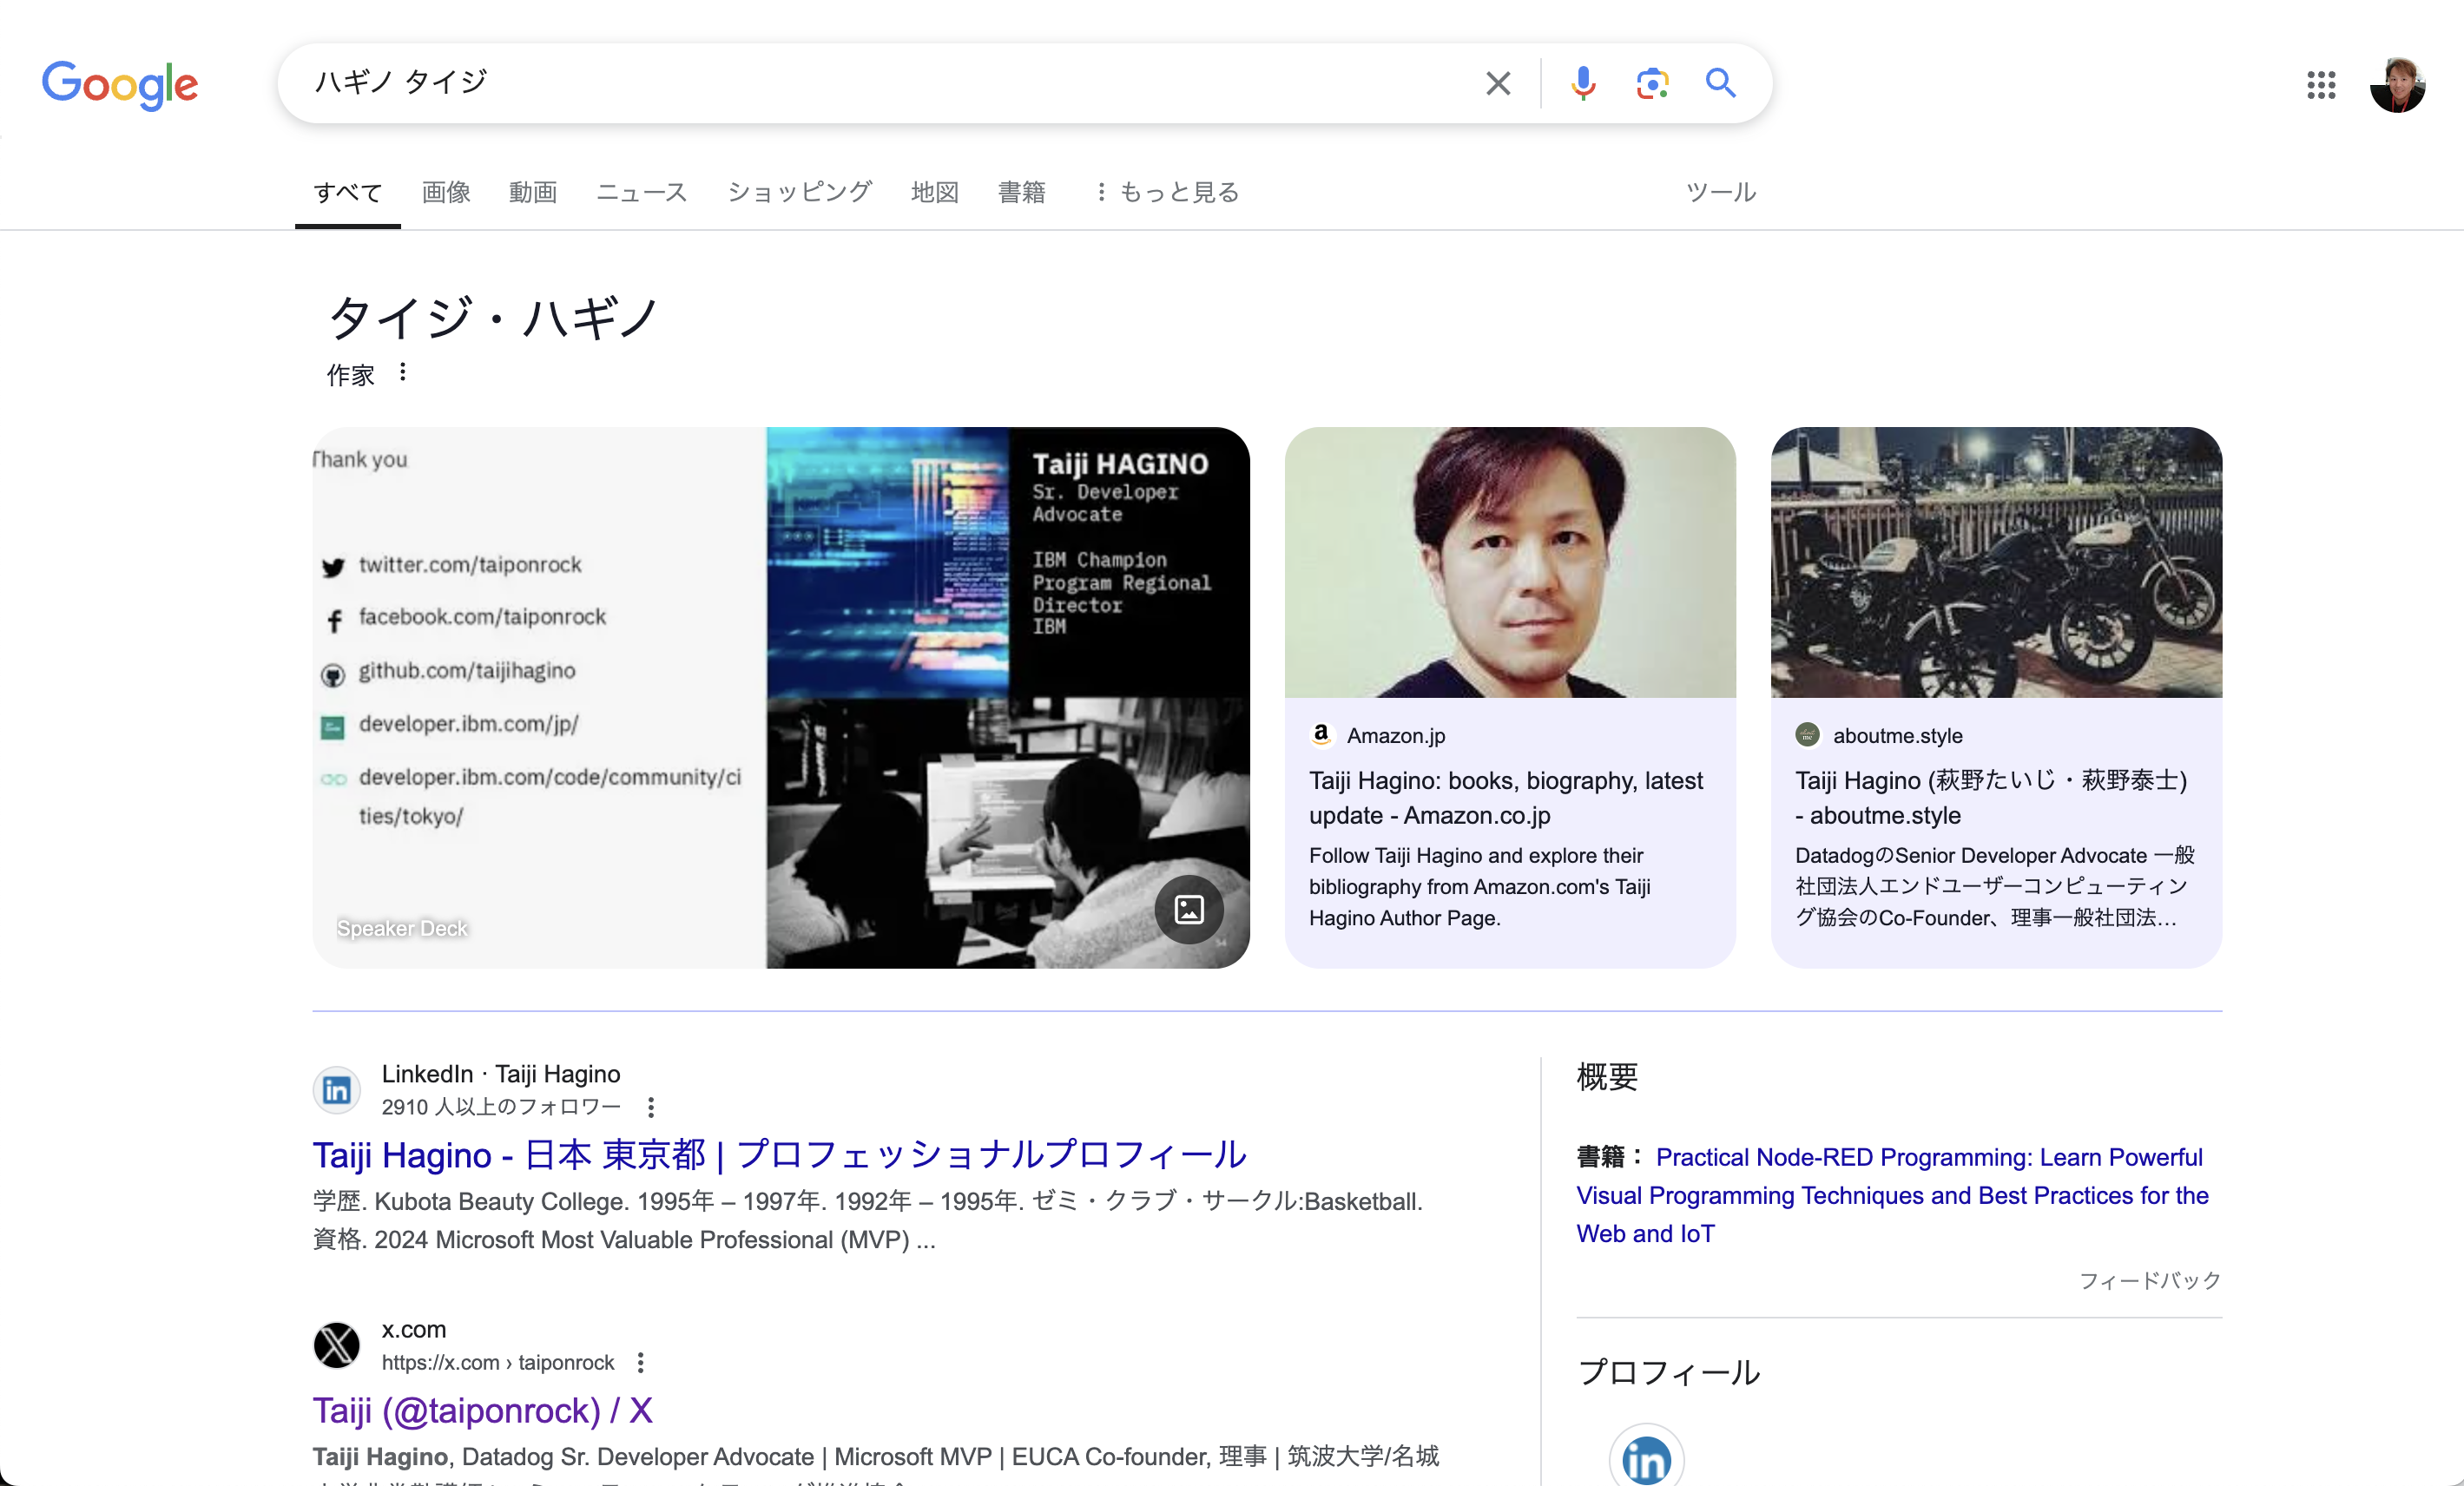 Google
ハギノ タイジ
すべて 画像 動画 ニュース ショッピング 地図 書籍 もっと見る ツール
タイジ・ハギノ
作家
Thank you
twitter.com/taiponrock
facebook.com/taiponrock
github.com/taijihagino
developer.ibm.com/jp/
developer.ibm.com/code/community/ci
ties/tokyo/
Speaker Deck
Taiji HAGINO
Sr. Developer
Advocate
IBM Champion
Program Regional
Director
IBM
Amazon.jp
Taiji Hagino: books, biography, latest
update - Amazon.co.jp
Follow Taiji Hagino and explore their
bibliography from Amazon.com's Taiji
Hagino Author Page.
aboutme.style
Taiji Hagino (萩野たいじ・萩野泰士)
- aboutme.style
DatadogのSenior Developer Advocate 一般
社団法人エンドユーザーコンピューティン
グ協会のCo-Founder、理事一般社団法...
LinkedIn · Taiji Hagino
2910 人以上のフォロワー
Taiji Hagino - 日本 東京都 | プロフェッショナルプロフィール
学歴. Kubota Beauty College. 1995年 – 1997年. 1992年 – 1995年. ゼミ・クラブ・サークル:Basketball.
資格. 2024 Microsoft Most Valuable Professional (MVP) ...
x.com
https://x.com › taiponrock
Taiji (@taiponrock) / X
Taiji Hagino, Datadog Sr. Developer Advocate | Microsoft MVP | EUCA Co-founder, 理事 | 筑波大学/名城
概要
書籍： Practical Node-RED Programming: Learn Powerful
Visual Programming Techniques and Best Practices for the
Web and IoT
フィードバック
プロフィール